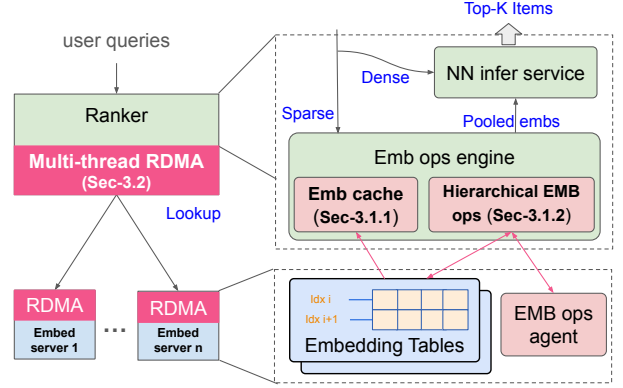 Top-K Items
user queries
Dense
NN infer service
Ranker
Sparse
Pooled embs
Multi-thread RDMA
(Sec-3.2)
Emb ops engine
Emb cache
(Sec-3.1.1)
Hierarchical EMB
ops (Sec-3.1.2)
Lookup
RDMA
Embed
server 1
...
RDMA
Embed
server n
Idx i
Idx i+1
Embedding Tables
EMB ops
agent